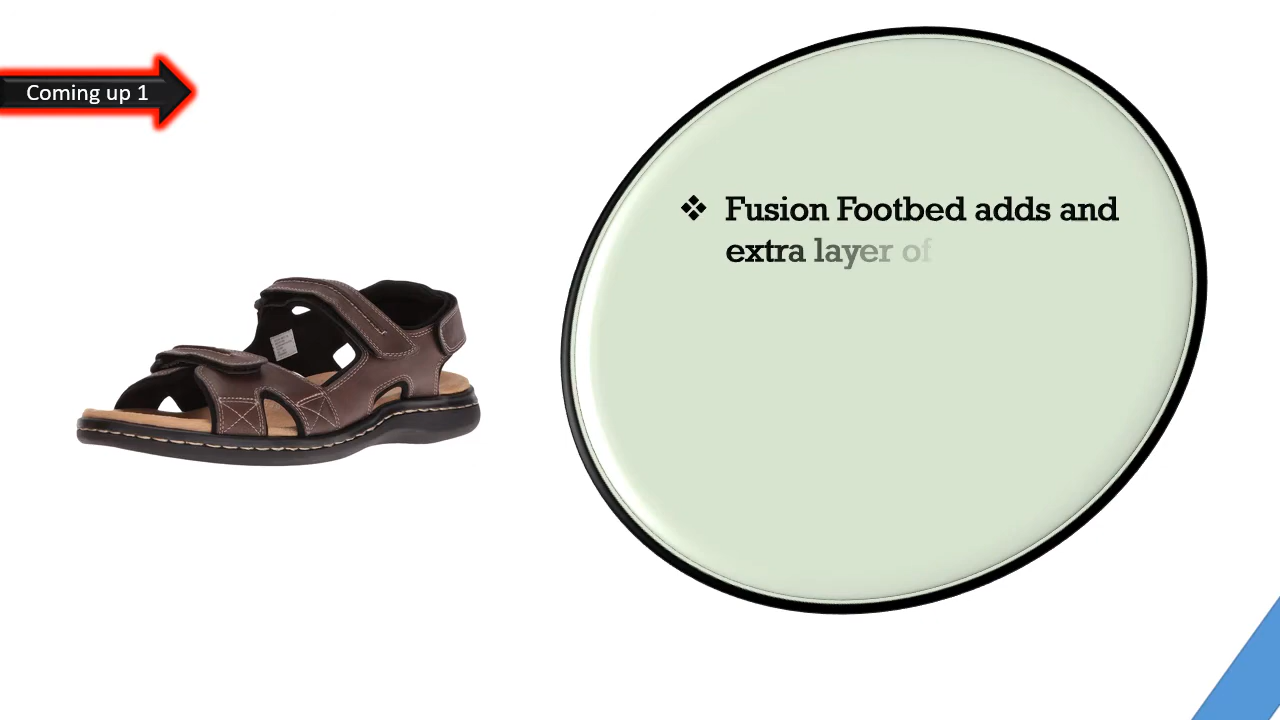 Coming up 1
❖ Fusion Footbed adds and
extra layer of